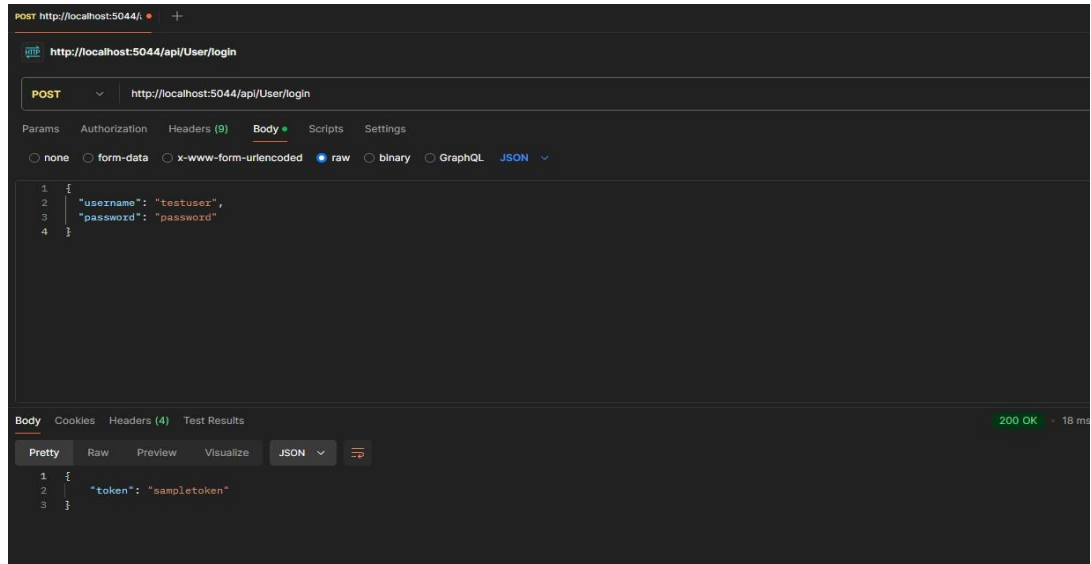 POST http://localhost:5044/
HTTP http://localhost:5044/api/User/login
POST http://localhost:5044/api/User/login
Params Authorization Headers (9) Body Scripts Settings
none form-data x-www-form-urlencoded raw binary GraphQL JSON
1 {
2 "username": "testuser",
3 "password": "password"
4 }
Body Cookies Headers (4) Test Results 200 OK 18 ms
Pretty Raw Preview Visualize JSON
1 {
2 "token": "sampletoken"
3 }